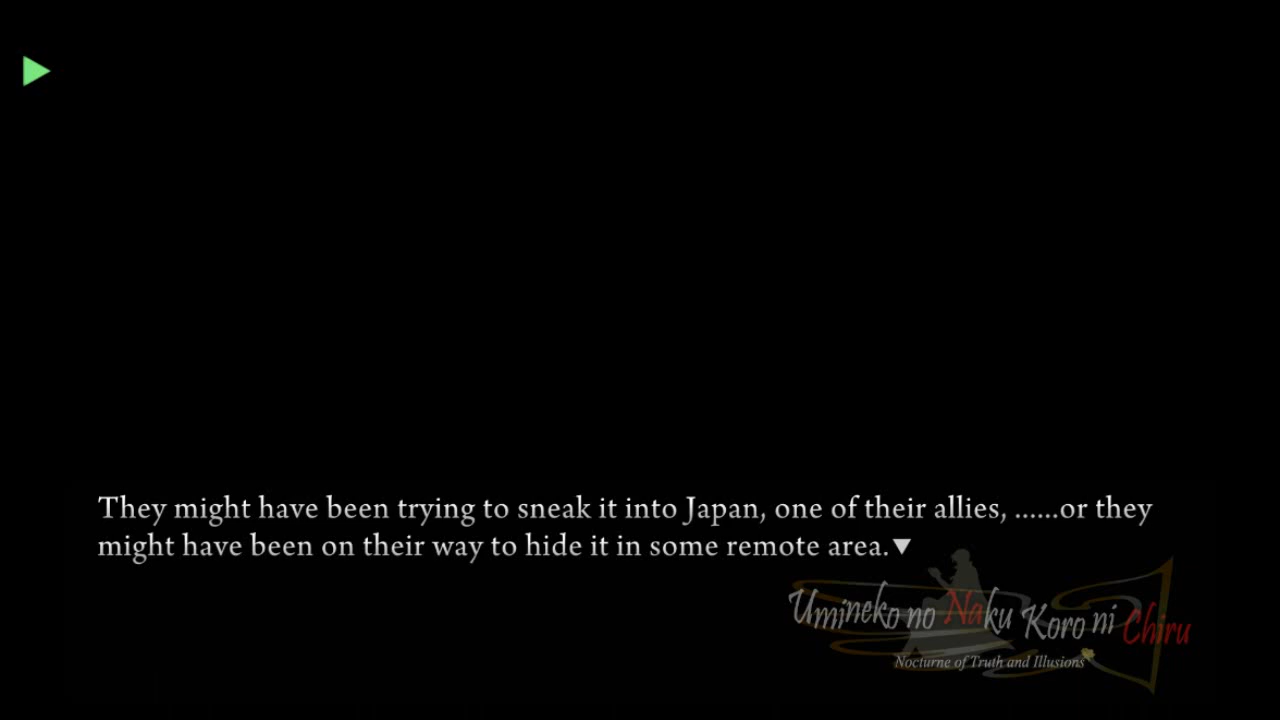 They might have been trying to sneak it into Japan, one of their allies, ......or they
might have been on their way to hide it in some remote area.▼
Umineko no Naku Koro ni Chiru
Nocturne of Truth and Illusions